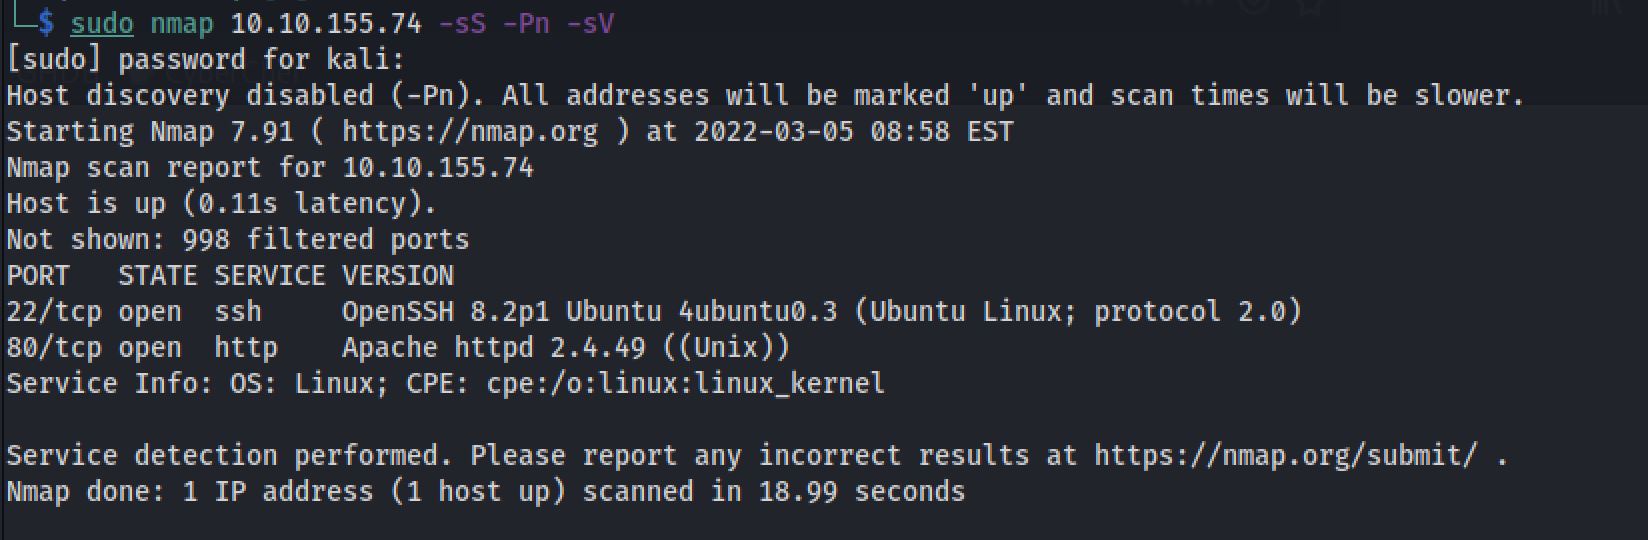 └─$ sudo nmap 10.10.155.74 -sS -Pn -sV
[sudo] password for kali:
Host discovery disabled (-Pn). All addresses will be marked 'up' and scan times will be slower.
Starting Nmap 7.91 ( https://nmap.org ) at 2022-03-05 08:58 EST
Nmap scan report for 10.10.155.74
Host is up (0.11s latency).
Not shown: 998 filtered ports
PORT   STATE SERVICE VERSION
22/tcp open  ssh     OpenSSH 8.2p1 Ubuntu 4ubuntu0.3 (Ubuntu Linux; protocol 2.0)
80/tcp open  http    Apache httpd 2.4.49 ((Unix))
Service Info: OS: Linux; CPE: cpe:/o:linux:linux_kernel
Service detection performed. Please report any incorrect results at https://nmap.org/submit/ .
Nmap done: 1 IP address (1 host up) scanned in 18.99 seconds